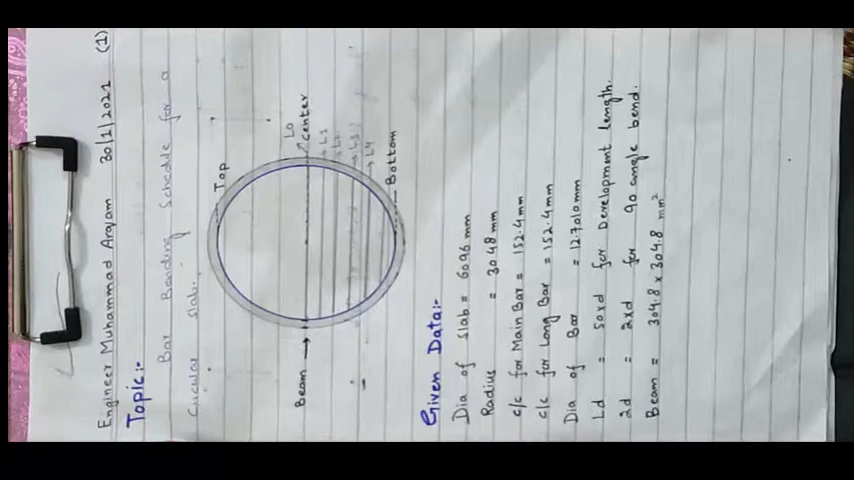 Engineer Muhammad Arqam 30/1/2021 (1)
Topic:-
Bar Banding Schedule for a
Circular slab.
Top
Lo
Center
L1
L2
L3
L4
Beam
Bottom
Given Data:-
Dia of slab = 6096 mm
Radius = 3048 mm
c/c for Main Bar = 152.4 mm
c/c for Long Bar = 152.4 mm
Dia of Bar = 12.7010 mm
Ld = 50xd for Development length.
2d = 2xd for 90 angle bend.
Beam = 304.8 x 304.8 mm²